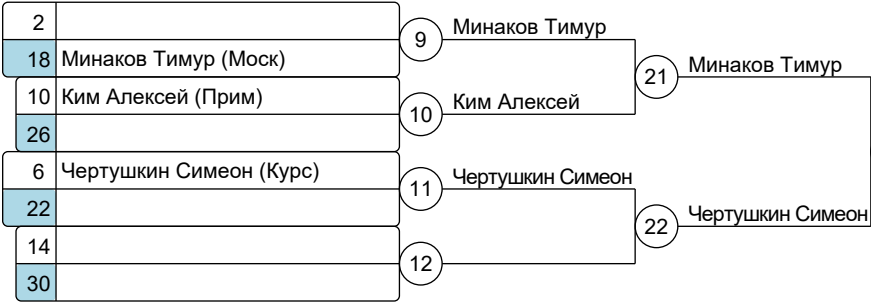 2
9
Минаков Тимур
18 Минаков Тимур (Моск)
21
Минаков Тимур
10 Ким Алексей (Прим)
10
Ким Алексей
26
6 Чертушкин Симеон (Курс)
11
Чертушкин Симеон
22
22
Чертушкин Симеон
14
12
30